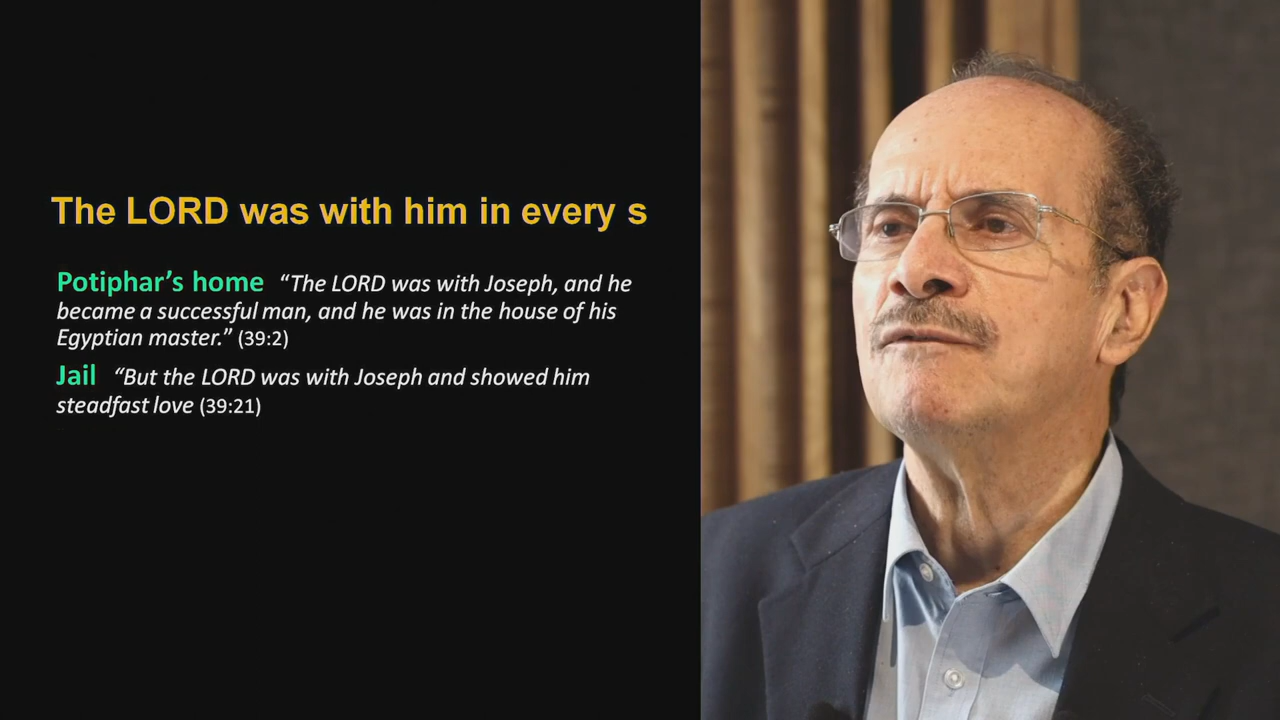 The LORD was with him in every s
Potiphar’s home “The LORD was with Joseph, and he
became a successful man, and he was in the house of his
Egyptian master.” (39:2)
Jail “But the LORD was with Joseph and showed him
steadfast love (39:21)